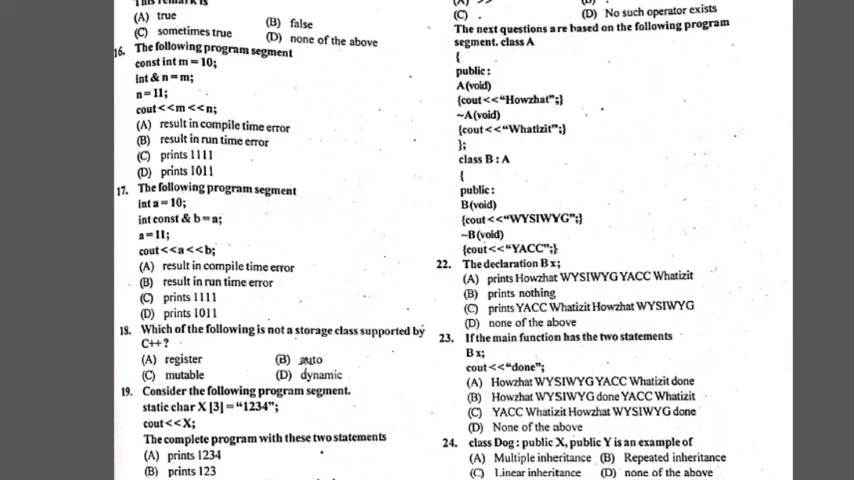 This remark is
(A) true
(B) false
(C) sometimes true
(D) none of the above
16. The following program segment
const int m = 10;
int & n = m;
n = 11;
cout <<m <<n;
(A) result in compile time error
(B) result in run time error
(C) prints 1111
(D) prints 1011
17. The following program segment
int a = 10;
int const & b = a;
a = 11;
cout <<a <<b;
(A) result in compile time error
(B) result in run time error
(C) prints 1111
(D) prints 1011
18. Which of the following is not a storage class supported by
C++?
(A) register
(B) auto
(C) mutable
(D) dynamic
19. Consider the following program segment.
static char X [3] = "1234";
cout << X;
The complete program with these two statements
(A) prints 1234
(B) prints 123
(C) .
(D) No such operator exists
The next questions are based on the following program
segment. class A
{
public :
A(void)
{cout <<"Howzhat";}
~A(void)
{cout <<"Whatizit";}
};
class B : A
{
public :
B(void)
{cout <<"WYSIWYG";}
~B(void)
{cout <<"YACC";}
22. The declaration B x;
(A) prints Howzhat WYSIWYG YACC Whatizit
(B) prints nothing
(C) prints YACC Whatizit Howzhat WYSIWYG
(D) none of the above
23. If the main function has the two statements
B x;
cout <<"done";
(A) Howzhat WYSIWYG YACC Whatizit done
(B) Howzhat WYSIWYG done YACC Whatizit
(C) YACC Whatizit Howzhat WYSIWYG done
(D) None of the above
24. class Dog : public X, public Y is an example of
(A) Multiple inheritance (B) Repeated inheritance
(C) Linear inheritance (D) none of the above